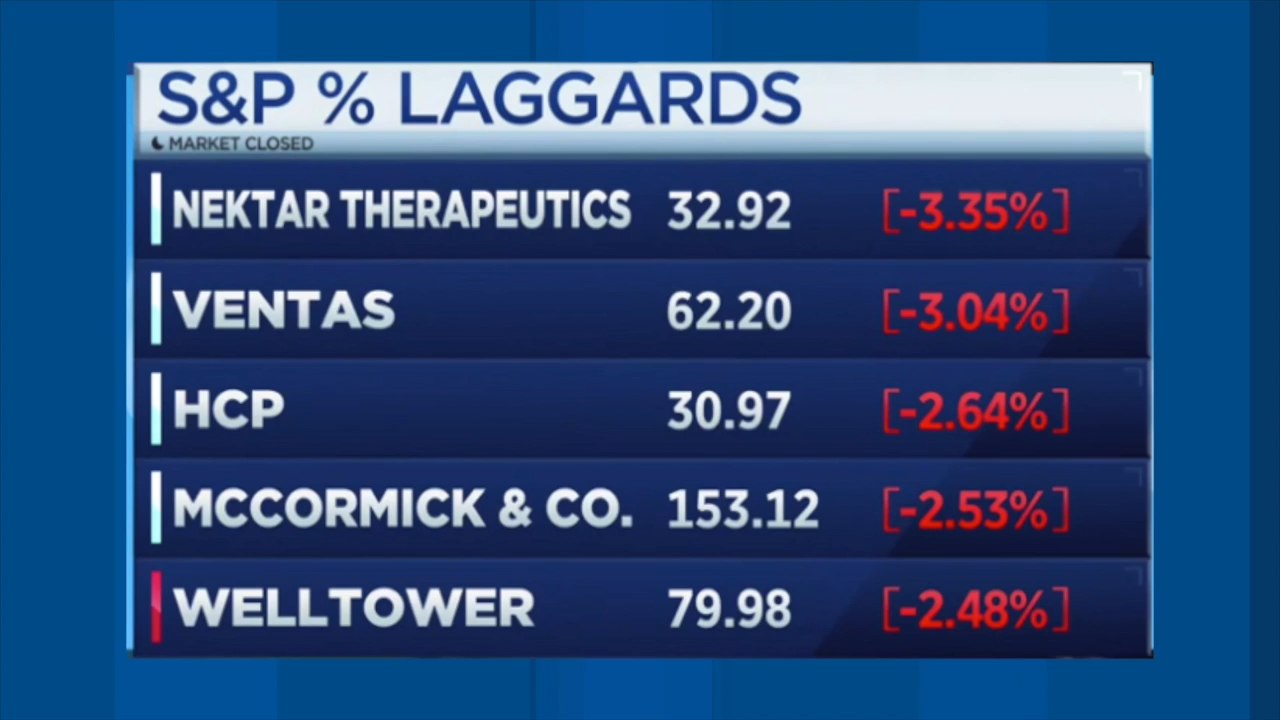 S&P % LAGGARDS
MARKET CLOSED
NEKTAR THERAPEUTICS 32.92 [-3.35%]
VENTAS 62.20 [-3.04%]
HCP 30.97 [-2.64%]
MCCORMICK & CO. 153.12 [-2.53%]
WELLTOWER 79.98 [-2.48%]